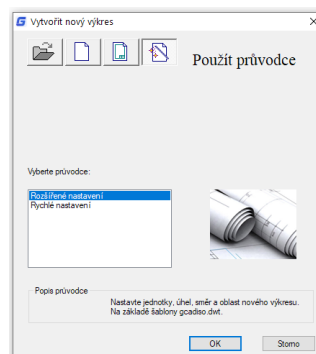 Vytvořit nový výkres
Použít průvodce
Vyberte průvodce:
Rozšířené nastavení
Rychlé nastavení
Popis průvodce
Nastavte jednotky, úhel, směr a oblast nového výkresu.
Na základě šablony gcadiso.dwt.
OK
Storno